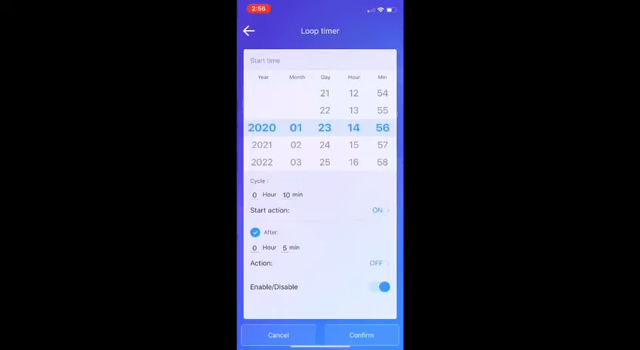 2:56
Loop timer
Start time
Year Month Day Hour Min
21 12 54
22 13 55
2020 01 23 14 56
2021 02 24 15 57
2022 03 25 16 58
Cycle :
0 Hour 10 min
Start action: ON
After:
0 Hour 5 min
Action: OFF
Enable/Disable
Cancel Confirm